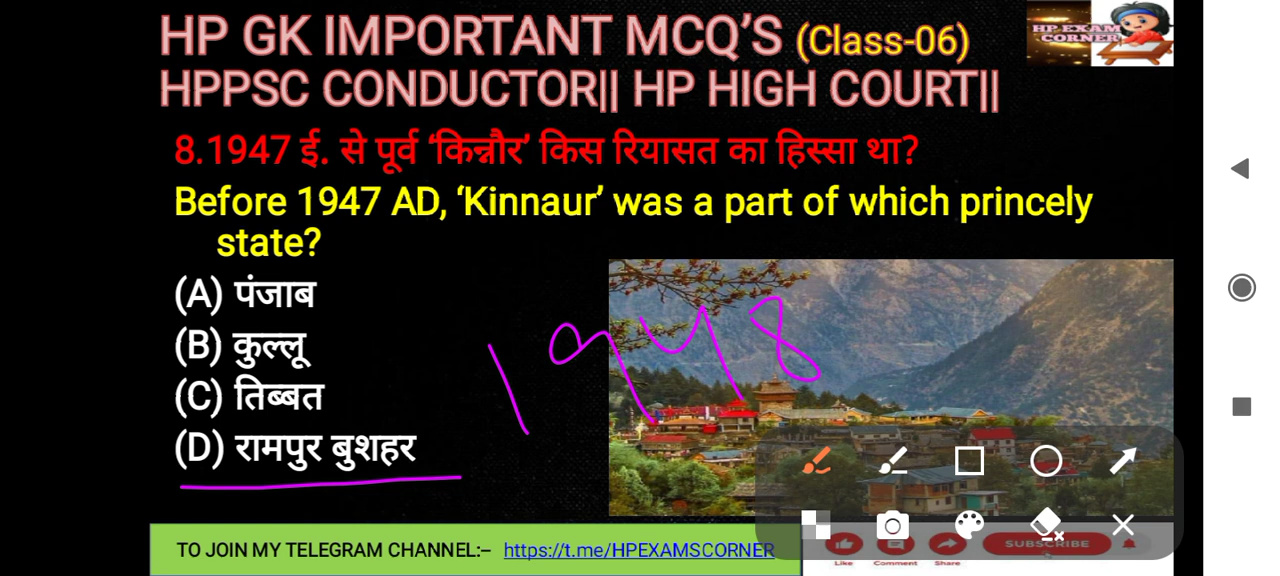 HP GK IMPORTANT MCQ’S (Class-06)
HP EXAM
CORNER
HPPSC CONDUCTOR|| HP HIGH COURT||
8.1947 ई. से पूर्व ‘किन्नौर’ किस रियासत का हिस्सा था?
Before 1947 AD, ‘Kinnaur’ was a part of which princely
state?
(A) पंजाब
(B) कुल्लू
(C) तिब्बत
(D) रामपुर बुशहर
1948
TO JOIN MY TELEGRAM CHANNEL:– https://t.me/HPEXAMSCORNER
SUBSCRIBE
Like Comment Share